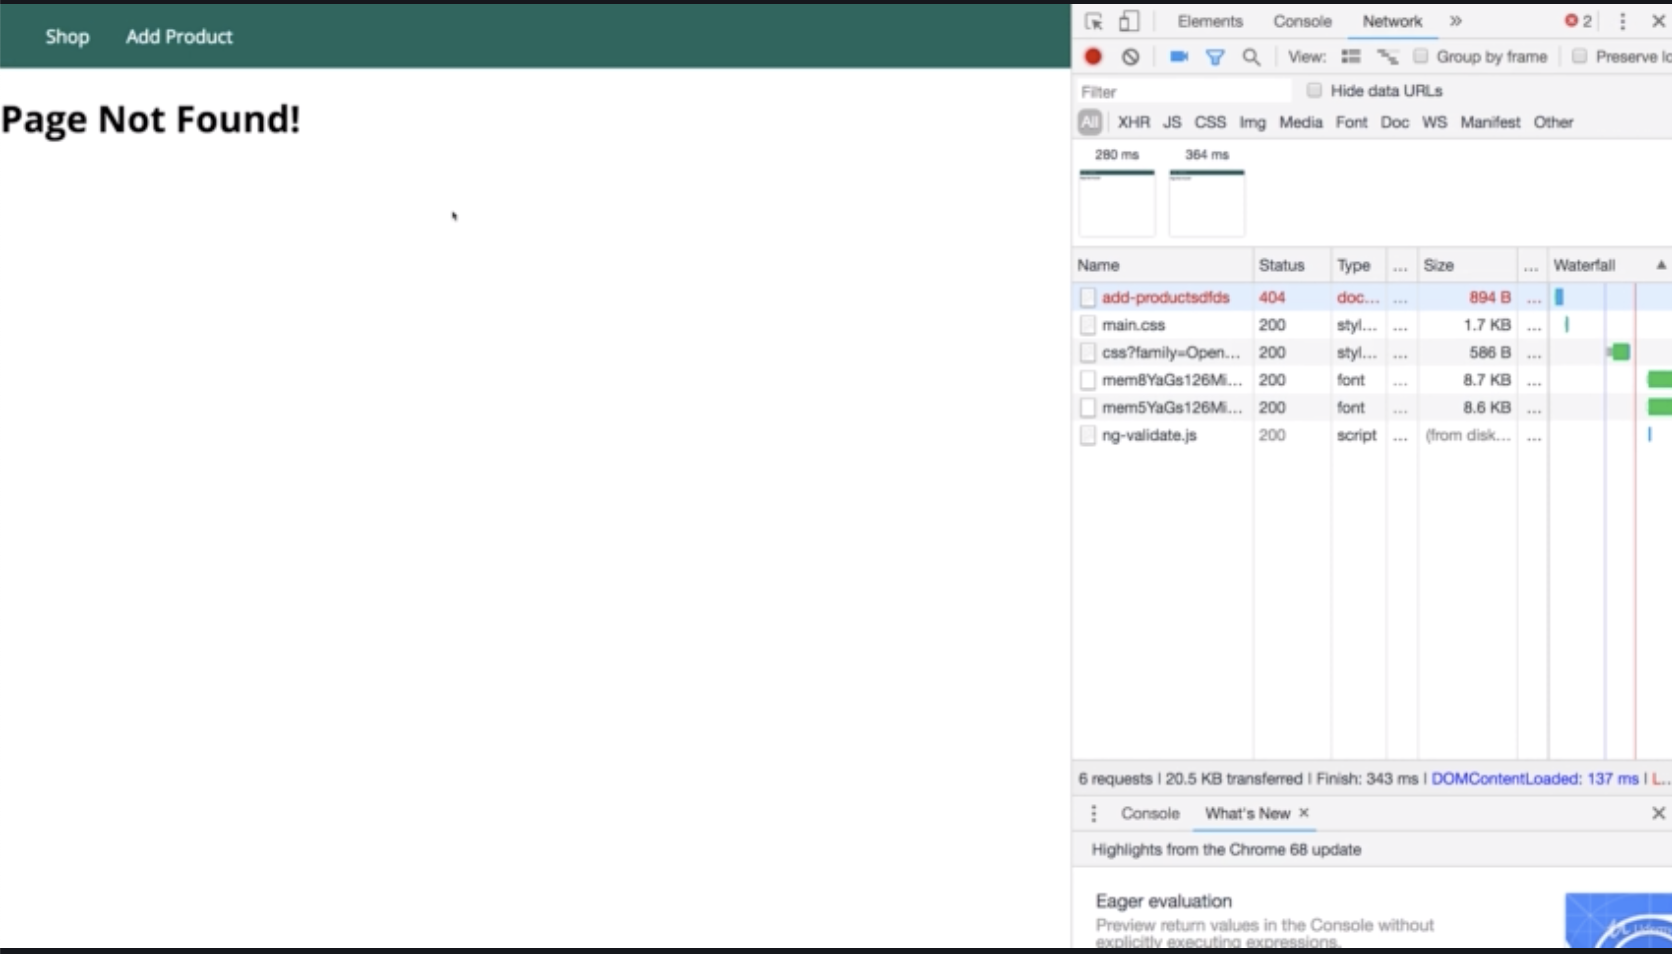 Shop Add Product
Page Not Found!
Elements Console Network » 2
View: Group by frame Preserve lo
Filter Hide data URLs
All XHR JS CSS Img Media Font Doc WS Manifest Other
280 ms 364 ms
Name Status Type ... Size ... Waterfall
add-productsdfds 404 doc... ... 894 B ...
main.css 200 styl... ... 1.7 KB ...
css?family=Open... 200 styl... ... 586 B ...
mem8YaGs126Mi... 200 font ... 8.7 KB ...
mem5YaGs126Mi... 200 font ... 8.6 KB ...
ng-validate.js 200 script ... (from disk... ...
6 requests | 20.5 KB transferred | Finish: 343 ms | DOMContentLoaded: 137 ms | L...
Console What's New ×
Highlights from the Chrome 68 update
Eager evaluation
Preview return values in the Console without
explicitly executing expressions.